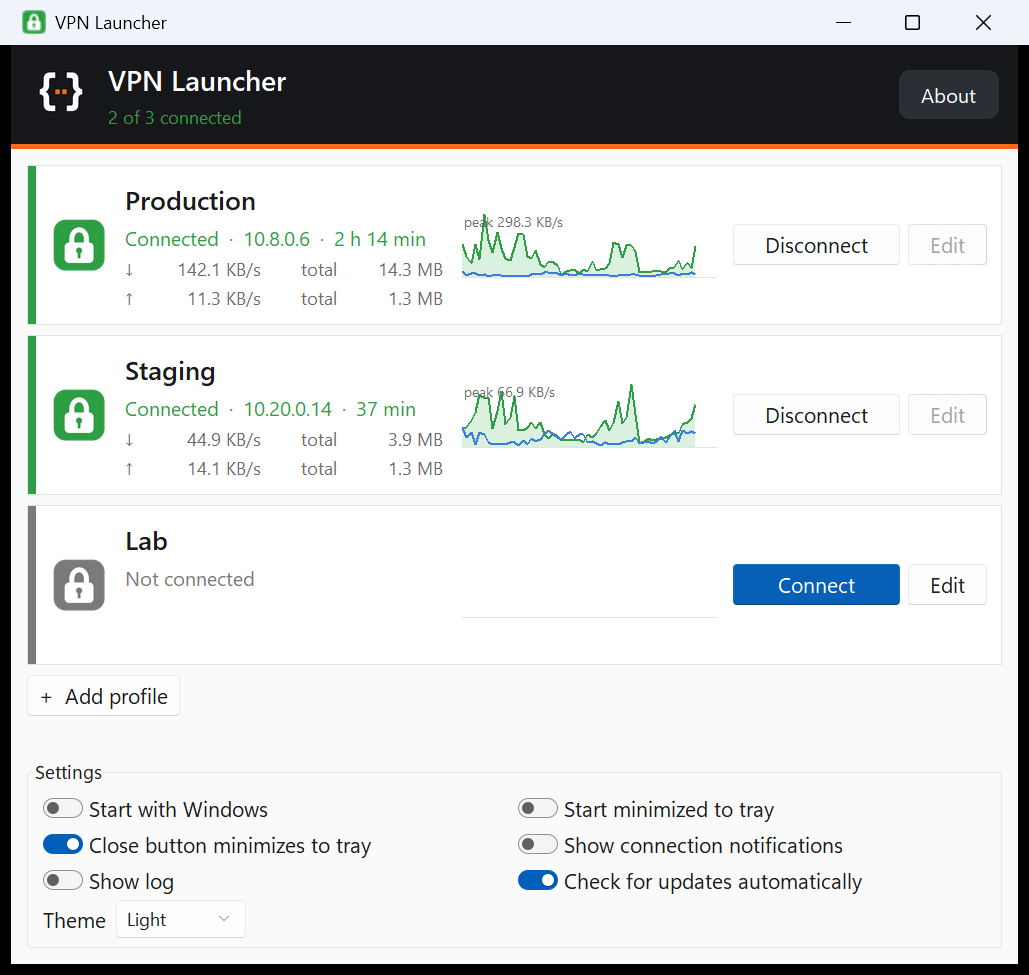 VPN Launcher
VPN Launcher
2 of 3 connected
About
Production
Connected · 10.8.0.6 · 2 h 14 min
↓ 142.1 KB/s total 14.3 MB
↑ 11.3 KB/s total 1.3 MB
peak 298.3 KB/s
Disconnect
Edit
Staging
Connected · 10.20.0.14 · 37 min
↓ 44.9 KB/s total 3.9 MB
↑ 14.1 KB/s total 1.3 MB
peak 66.9 KB/s
Disconnect
Edit
Lab
Not connected
Connect
Edit
+ Add profile
Settings
Start with Windows
Start minimized to tray
Close button minimizes to tray
Show connection notifications
Show log
Check for updates automatically
Theme Light